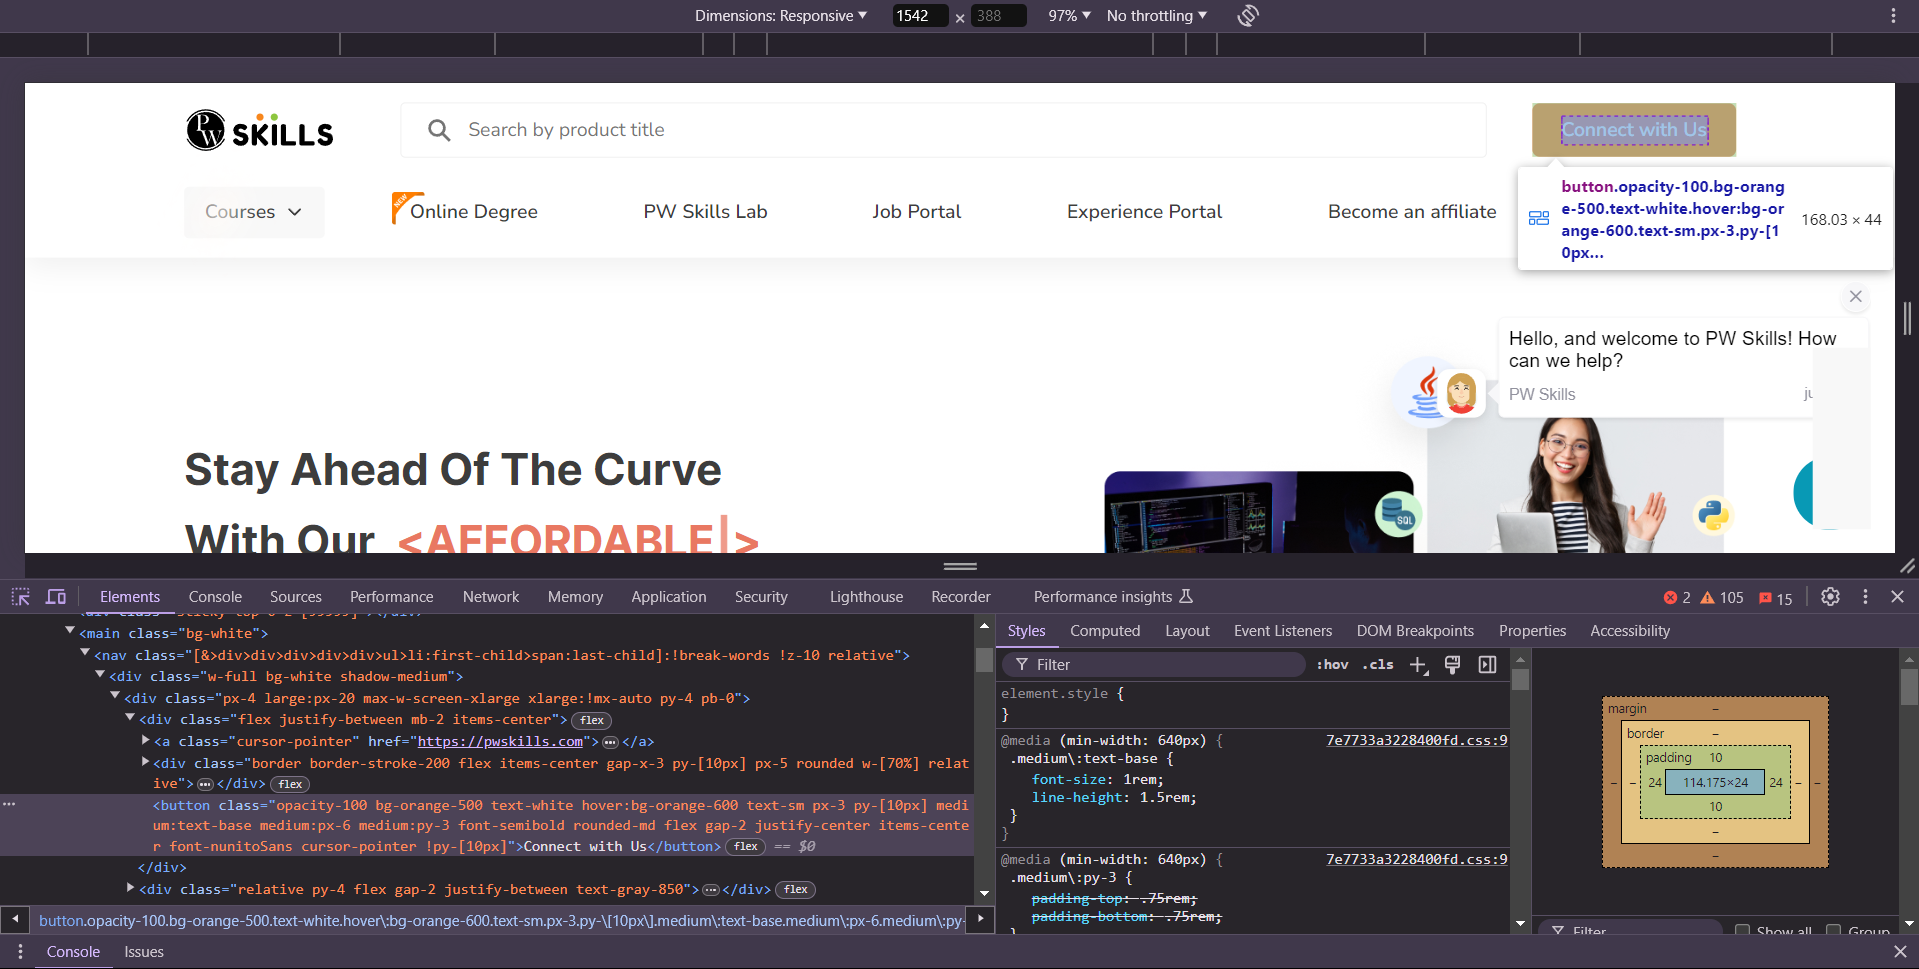 Dimensions: Responsive ▼ 1542 × 388 97% ▼ No throttling ▼
PW SKILLS
Search by product title
Connect with Us
Courses
NEW
Online Degree
PW Skills Lab
Job Portal
Experience Portal
Become an affiliate
button.opacity-100.bg-orang
e-500.text-white.hover:bg-or
ange-600.text-sm.px-3.py-[1
0px...
168.03 × 44
Hello, and welcome to PW Skills! How
can we help?
PW Skills
ju
SQL
Stay Ahead Of The Curve
With Our <AFFORDABLE|>
Elements Console Sources Performance Network Memory Application Security Lighthouse Recorder Performance insights 2 105 15
<main class="bg-white">
<nav class="[&>div>div>div>div>div>ul>li:first-child>span:last-child]:!break-words !z-10 relative">
<div class="w-full bg-white shadow-medium">
<div class="px-4 large:px-20 max-w-screen-xlarge xlarge:!mx-auto py-4 pb-0">
<div class="flex justify-between mb-2 items-center"> flex
<a class="cursor-pointer" href="https://pwskills.com"> ⋯ </a>
<div class="border border-stroke-200 flex items-center gap-x-3 py-[10px] px-5 rounded w-[70%] relat
ive"> ⋯ </div> flex
<button class="opacity-100 bg-orange-500 text-white hover:bg-orange-600 text-sm px-3 py-[10px] medi
um:text-base medium:px-6 medium:py-3 font-semibold rounded-md flex gap-2 justify-center items-cente
r font-nunitoSans cursor-pointer !py-[10px]">Connect with Us</button> flex == $0
</div>
<div class="relative py-4 flex gap-2 justify-between text-gray-850"> ⋯ </div> flex
button.opacity-100.bg-orange-500.text-white.hover\:bg-orange-600.text-sm.px-3.py-\[10px\].medium\:text-base.medium\:px-6.medium\:py-
Styles Computed Layout Event Listeners DOM Breakpoints Properties Accessibility
Filter :hov .cls
element.style {
}
@media (min-width: 640px) { 7e7733a3228400fd.css:9
.medium\:text-base {
font-size: 1rem;
line-height: 1.5rem;
}
}
@media (min-width: 640px) { 7e7733a3228400fd.css:9
.medium\:py-3 {
padding-top: .75rem;
padding-bottom: .75rem;
}
margin –
border –
padding 10
– – 24 114.175×24 24 – –
10
–
–
Filter Show all Group
Console Issues